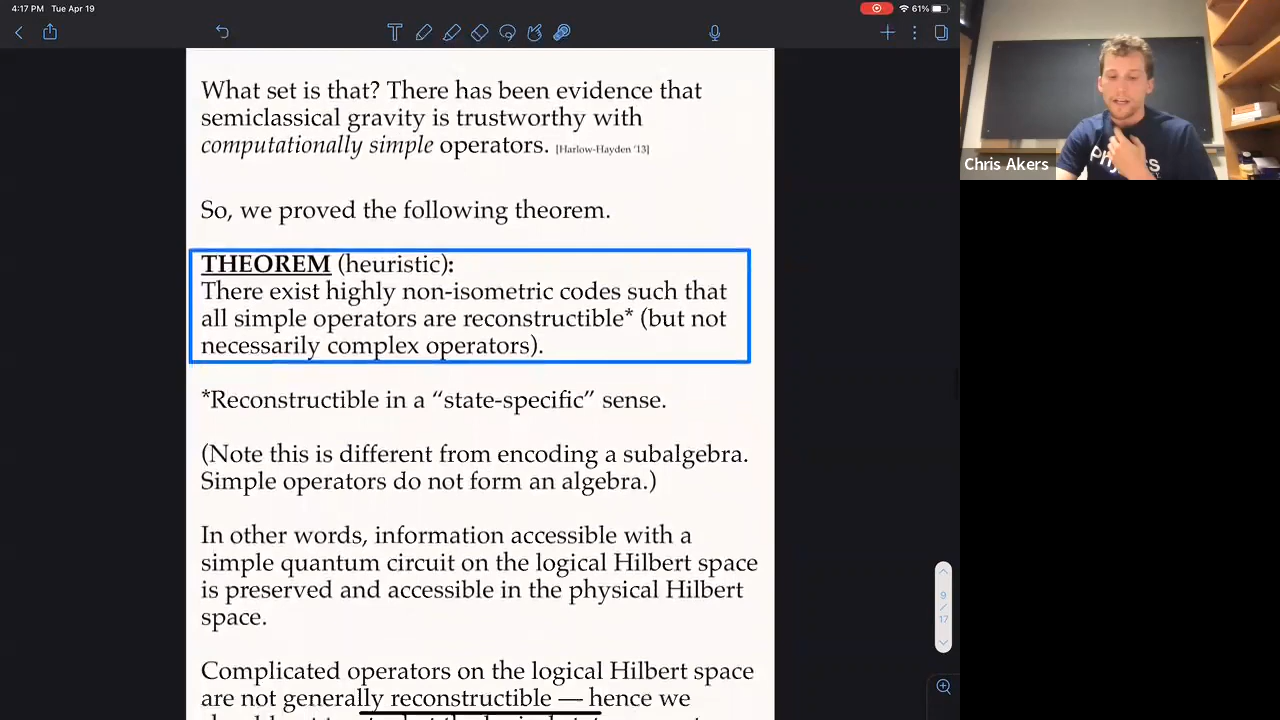 4:17 PM Tue Apr 19
61%
What set is that? There has been evidence that
semiclassical gravity is trustworthy with
computationally simple operators. [Harlow-Hayden '13]
So, we proved the following theorem.
THEOREM (heuristic):
There exist highly non-isometric codes such that
all simple operators are reconstructible* (but not
necessarily complex operators).
*Reconstructible in a “state-specific” sense.
(Note this is different from encoding a subalgebra.
Simple operators do not form an algebra.)
In other words, information accessible with a
simple quantum circuit on the logical Hilbert space
is preserved and accessible in the physical Hilbert
space.
Complicated operators on the logical Hilbert space
are not generally reconstructible — hence we
9
/
17
Chris Akers